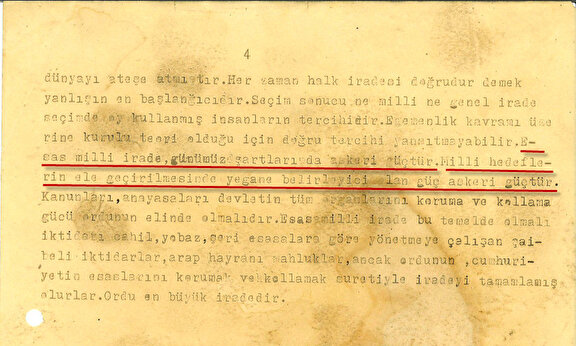 4
dünyayı ateşe atmıştır.Her zaman halk iradesi doğrudur demek
yanlışın en başlangıcıdır.Seçim sonucu ne milli ne genel irade
seçimde oy kullanmış insanların tercihidir.Egemenlik kavramı üze
rine kurulu teori olduğu için doğru tercihi yansıtmayabilir.E-
sas milli irade,günümüz şartlarında askeri güçtür.Milli hedefle-
rin ele geçirilmesinde yegane belirleyici olan güç askeri güçtür.
Kanunları,anayasaları devletin tüm organlarını koruma ve kollama
gücü ordunun elinde olmalıdır.Esas milli irade bu temelde olmalı
iktidarı cahil,yobaz,şeri esaslara göre yönetmeye çalışan şai-
beli iktidarlar,arap hayranı mahluklar,ancak ordunun ,cumhuri-
yetin esaslarını korumak vehkollamak suretiyle iradeyi tamamlamış
olurlar.Ordu en büyük iradedir.